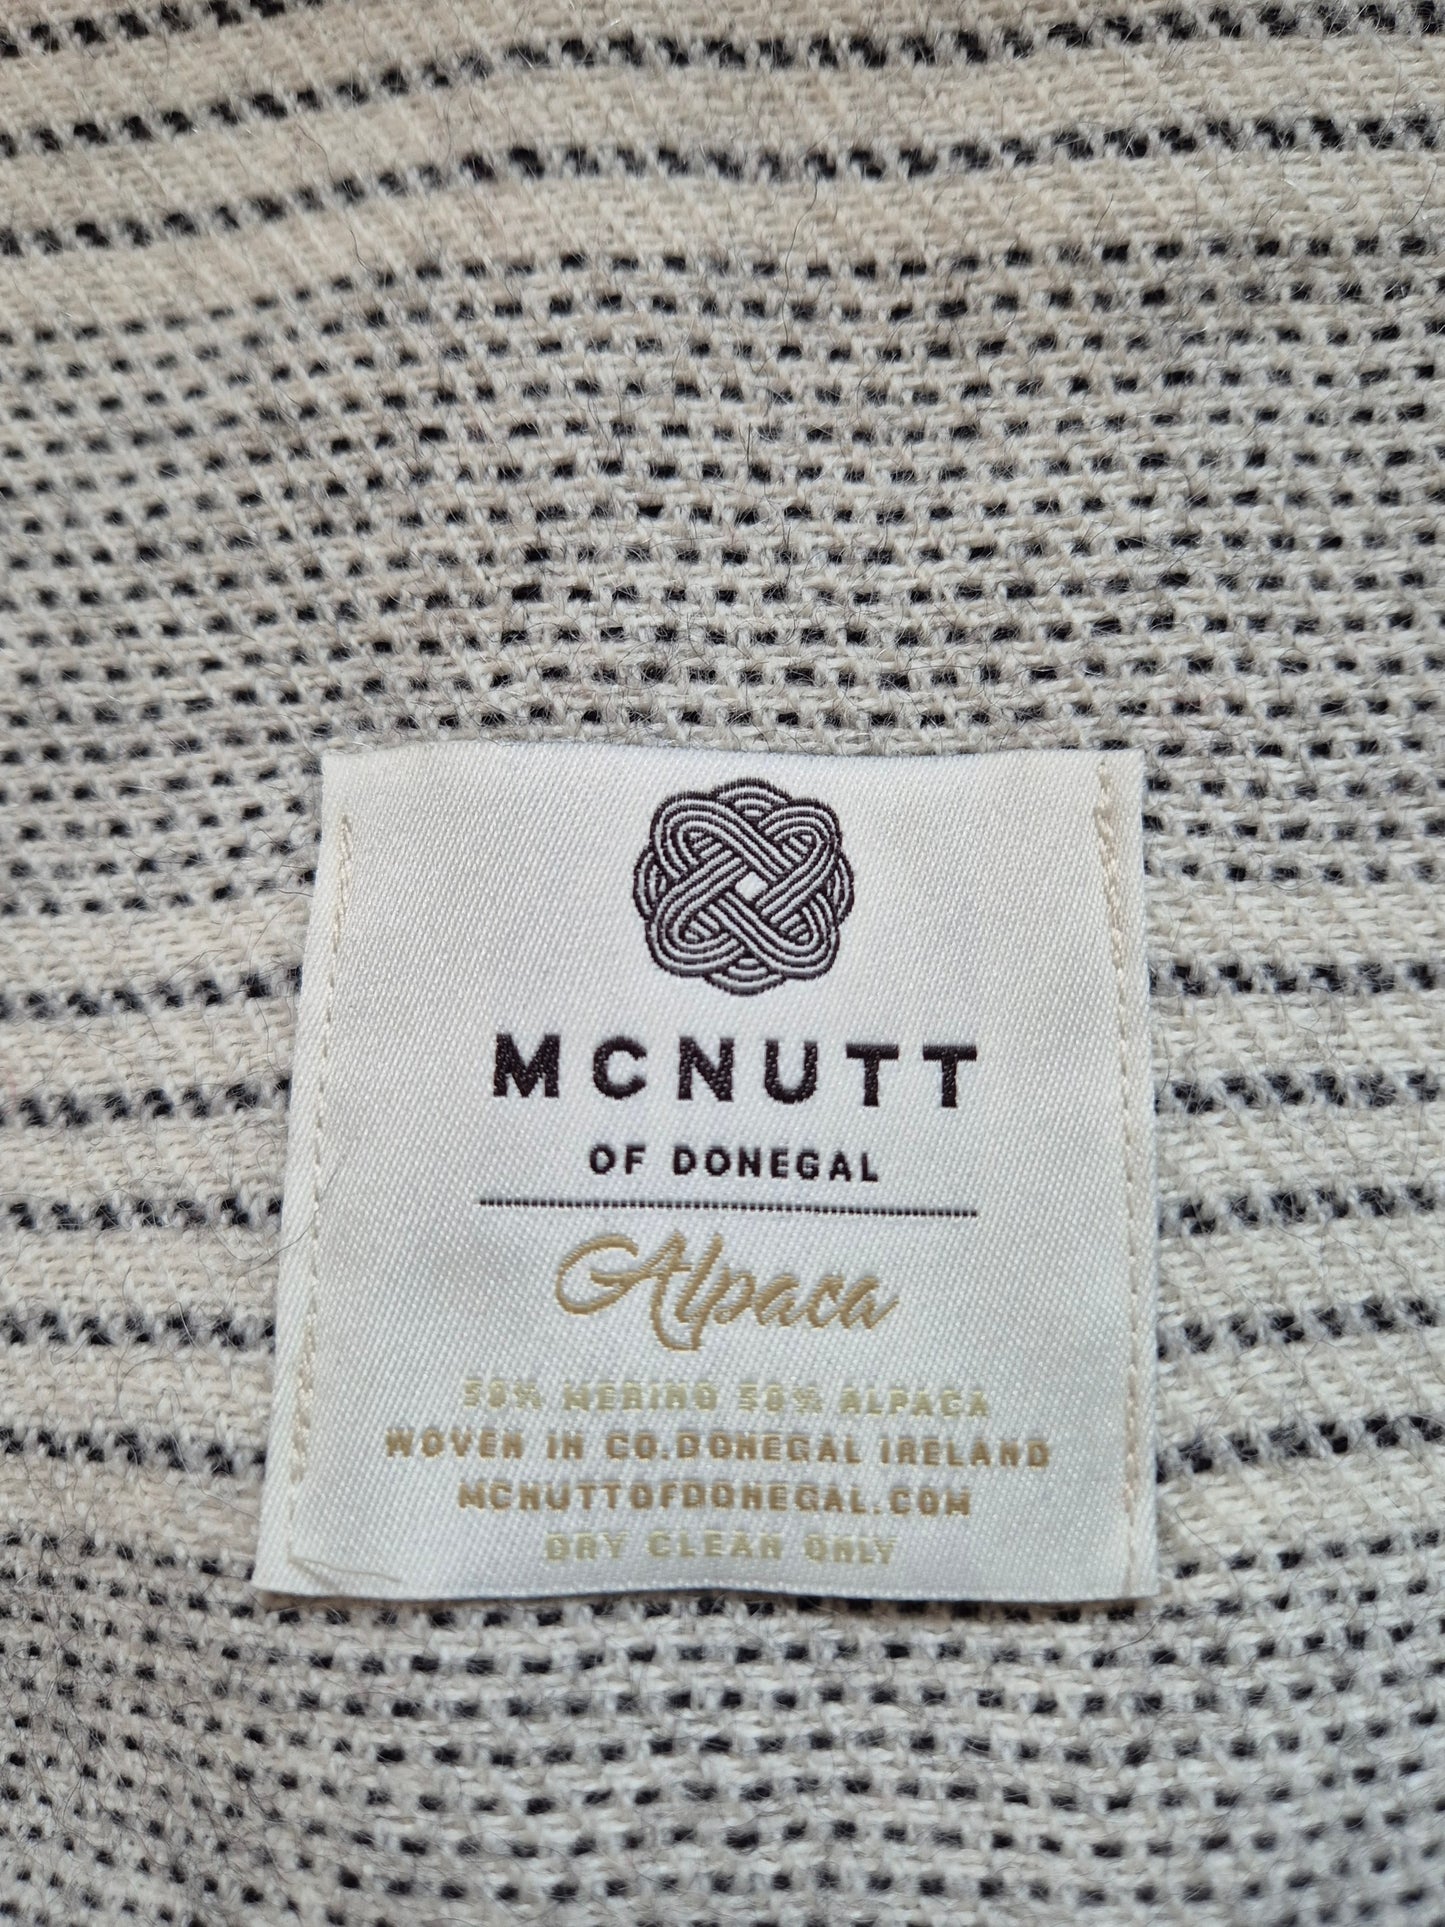 MCNUTT
OF DONEGAL
Alpaca
50% MERINO 50% ALPACA
WOVEN IN CO.DONEGAL IRELAND
MCNUTTOFDONEGAL.COM
DRY CLEAN ONLY